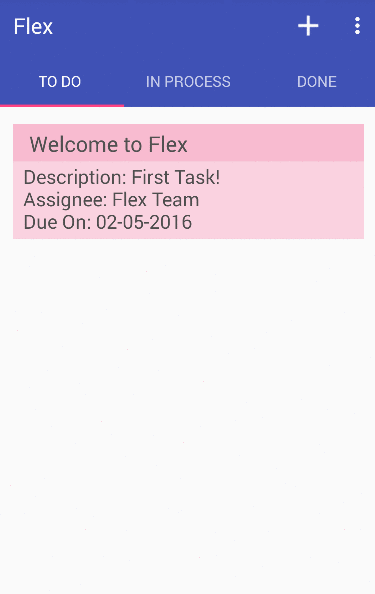 Flex
TO DO
IN PROCESS
DONE
Welcome to Flex
Description: First Task!
Assignee: Flex Team
Due On: 02-05-2016